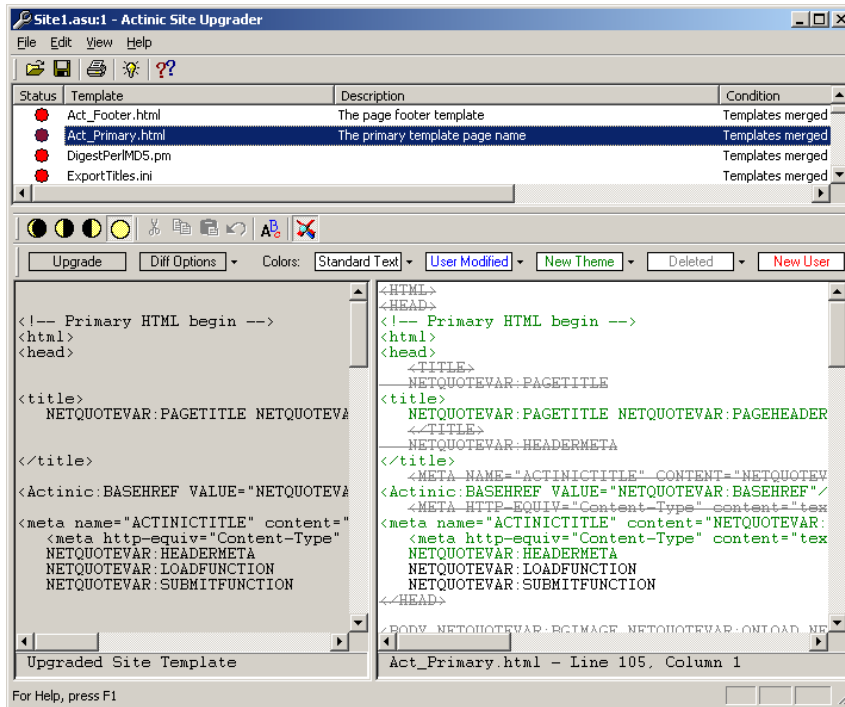 Site1.asu:1 - Actinic Site Upgrader
File Edit View Help
??
Status Template Description Condition
Act_Footer.html The page footer template Templates merged
Act_Primary.html The primary template page name Templates merged
DigestPerlMD5.pm Templates merged
ExportTitles.ini Templates merged
Upgrade Diff Options Colors: Standard Text User Modified New Theme Deleted New User
<!-- Primary HTML begin -->
<html>
<head>
<title>
NETQUOTEVAR:PAGETITLE NETQUOTEVA
</title>
<Actinic:BASEHREF VALUE="NETQUOTEVA
<meta name="ACTINICTITLE" content="
<meta http-equiv="Content-Type"
NETQUOTEVAR:HEADERMETA
NETQUOTEVAR:LOADFUNCTION
NETQUOTEVAR:SUBMITFUNCTION
Upgraded Site Template
<HTML>
<HEAD>
<!-- Primary HTML begin -->
<html>
<head>
<TITLE>
NETQUOTEVAR:PAGETITLE
<title>
NETQUOTEVAR:PAGETITLE NETQUOTEVAR:PAGEHEADER
</TITLE>
NETQUOTEVAR:HEADERMETA
</title>
<META NAME="ACTINICTITLE" CONTENT="NETQUOTEV
<Actinic:BASEHREF VALUE="NETQUOTEVAR:BASEHREF"/
<META HTTP-EQUIV="Content-Type" content="tex
<meta name="ACTINICTITLE" content="NETQUOTEVAR:
<meta http-equiv="Content-Type" content="tex
NETQUOTEVAR:HEADERMETA
NETQUOTEVAR:LOADFUNCTION
NETQUOTEVAR:SUBMITFUNCTION
</HEAD>
<BODY NETQUOTEVAR:BGIMAGE NETQUOTEVAR:ONLOAD NE
Act_Primary.html - Line 105, Column 1
For Help, press F1